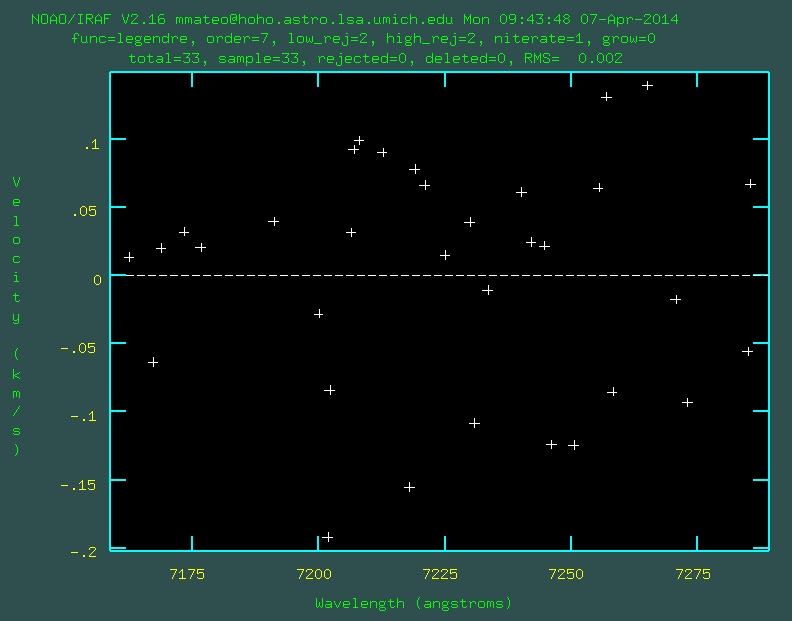 NOAO/IRAF V2.16 mmateo@hoho.astro.lsa.umich.edu Mon 09:43:48 07-Apr-2014
func=legendre, order=7, low_rej=2, high_rej=2, niterate=1, grow=0
total=33, sample=33, rejected=0, deleted=0, RMS=  0.002
Velocity (km/s)
.1
.05
0
-.05
-.1
-.15
-.2
7175 7200 7225 7250 7275
Wavelength (angstroms)